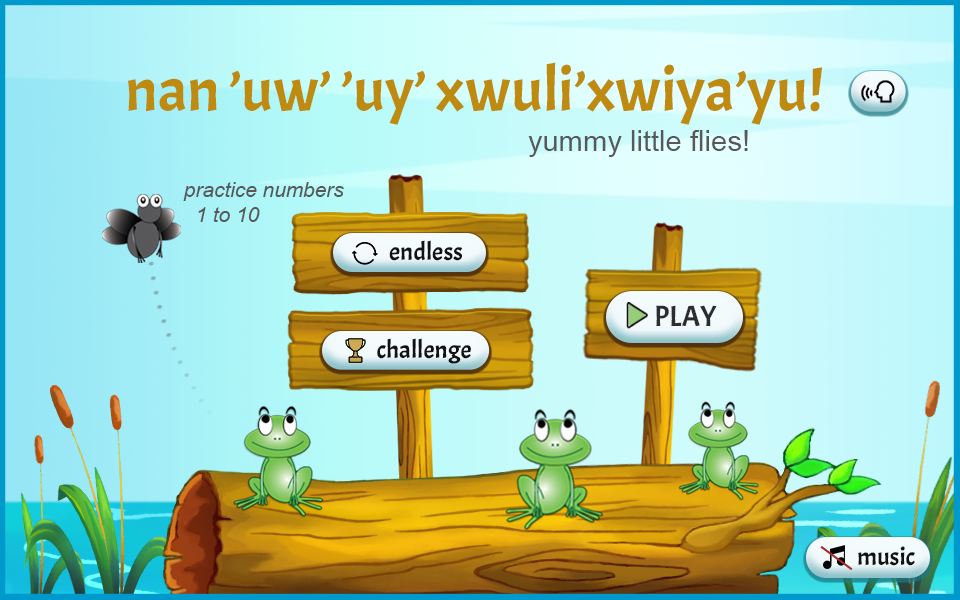 nan ’uw’ ’uy’ xwuli’xwiya’yu!
yummy little flies!
practice numbers
1 to 10
endless
challenge
PLAY
music